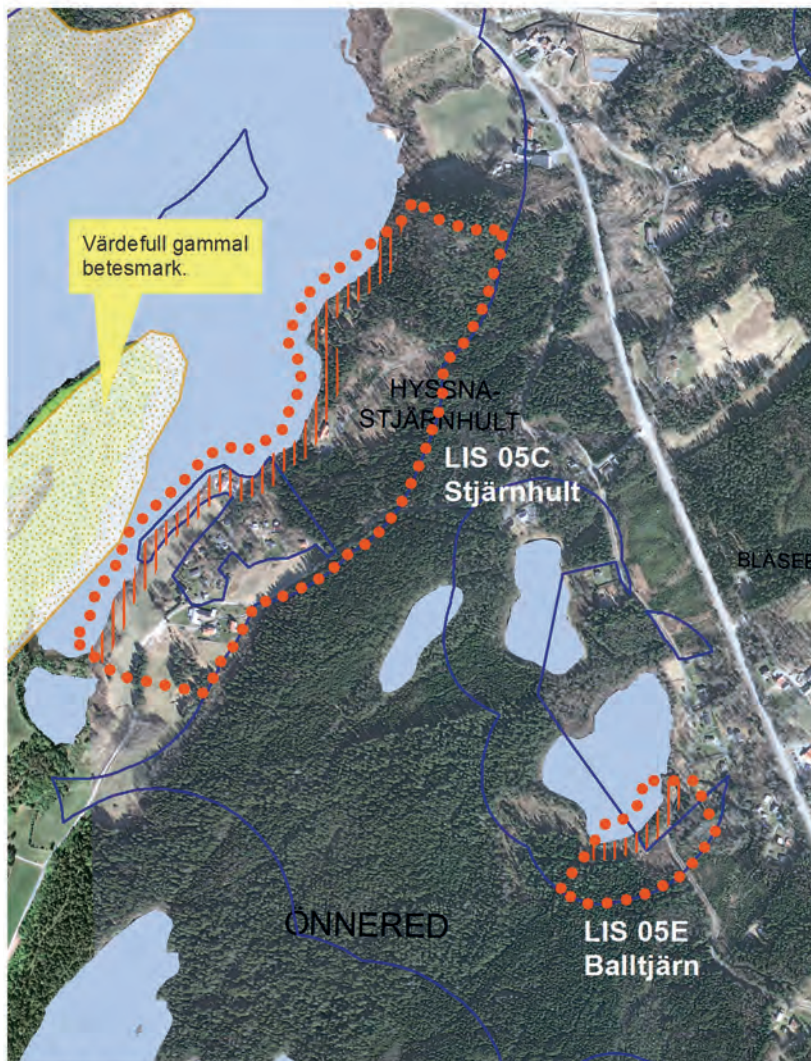 Värdefull gammal
betesmark.
HYSSNA-
STJÄRNHULT
LIS 05C
Stjärnhult
ÖNNERED
LIS 05E
Balltjärn